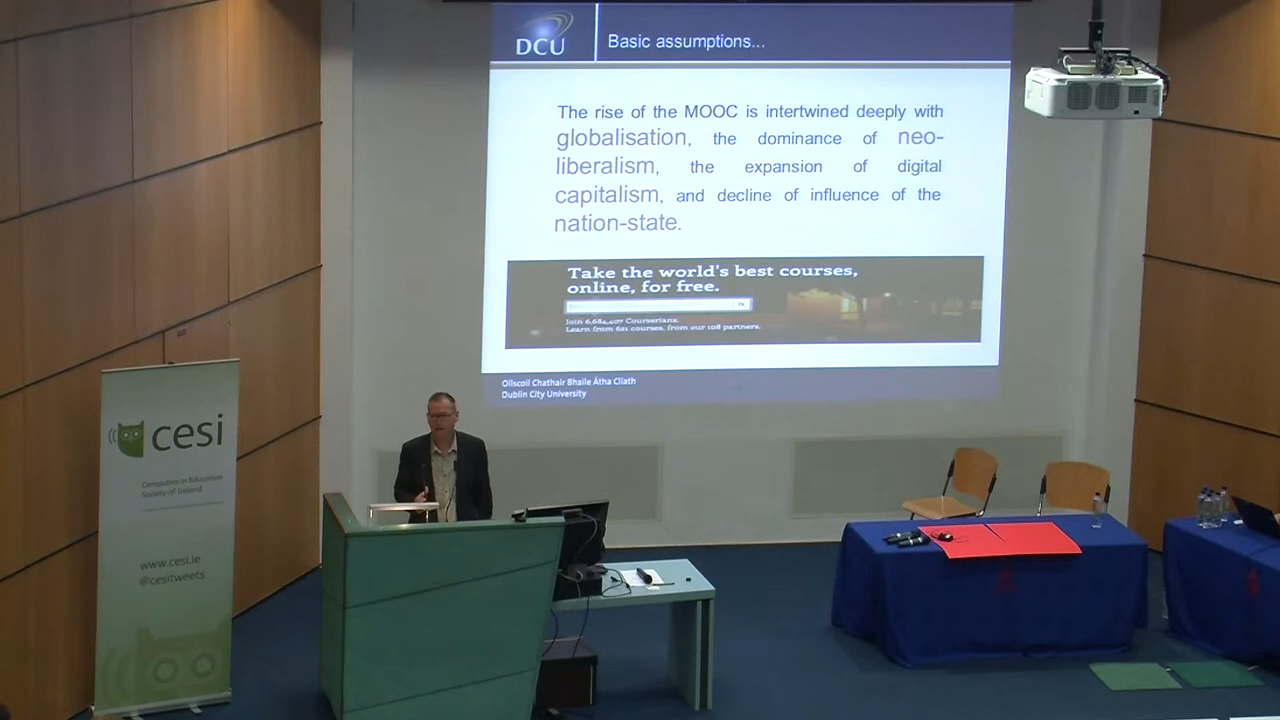 DCU
Basic assumptions...
The rise of the MOOC is intertwined deeply with
globalisation, the dominance of neo-
liberalism, the expansion of digital
capitalism, and decline of influence of the
nation-state.
Take the world's best courses,
online, for free.
Join 6,684,407 Courserians.
Learn from 621 courses, from our 108 partners.
Ollscoil Chathair Bhaile Átha Cliath
Dublin City University
cesi
Computers in Education
Society of Ireland
www.cesi.ie
@cesitweets